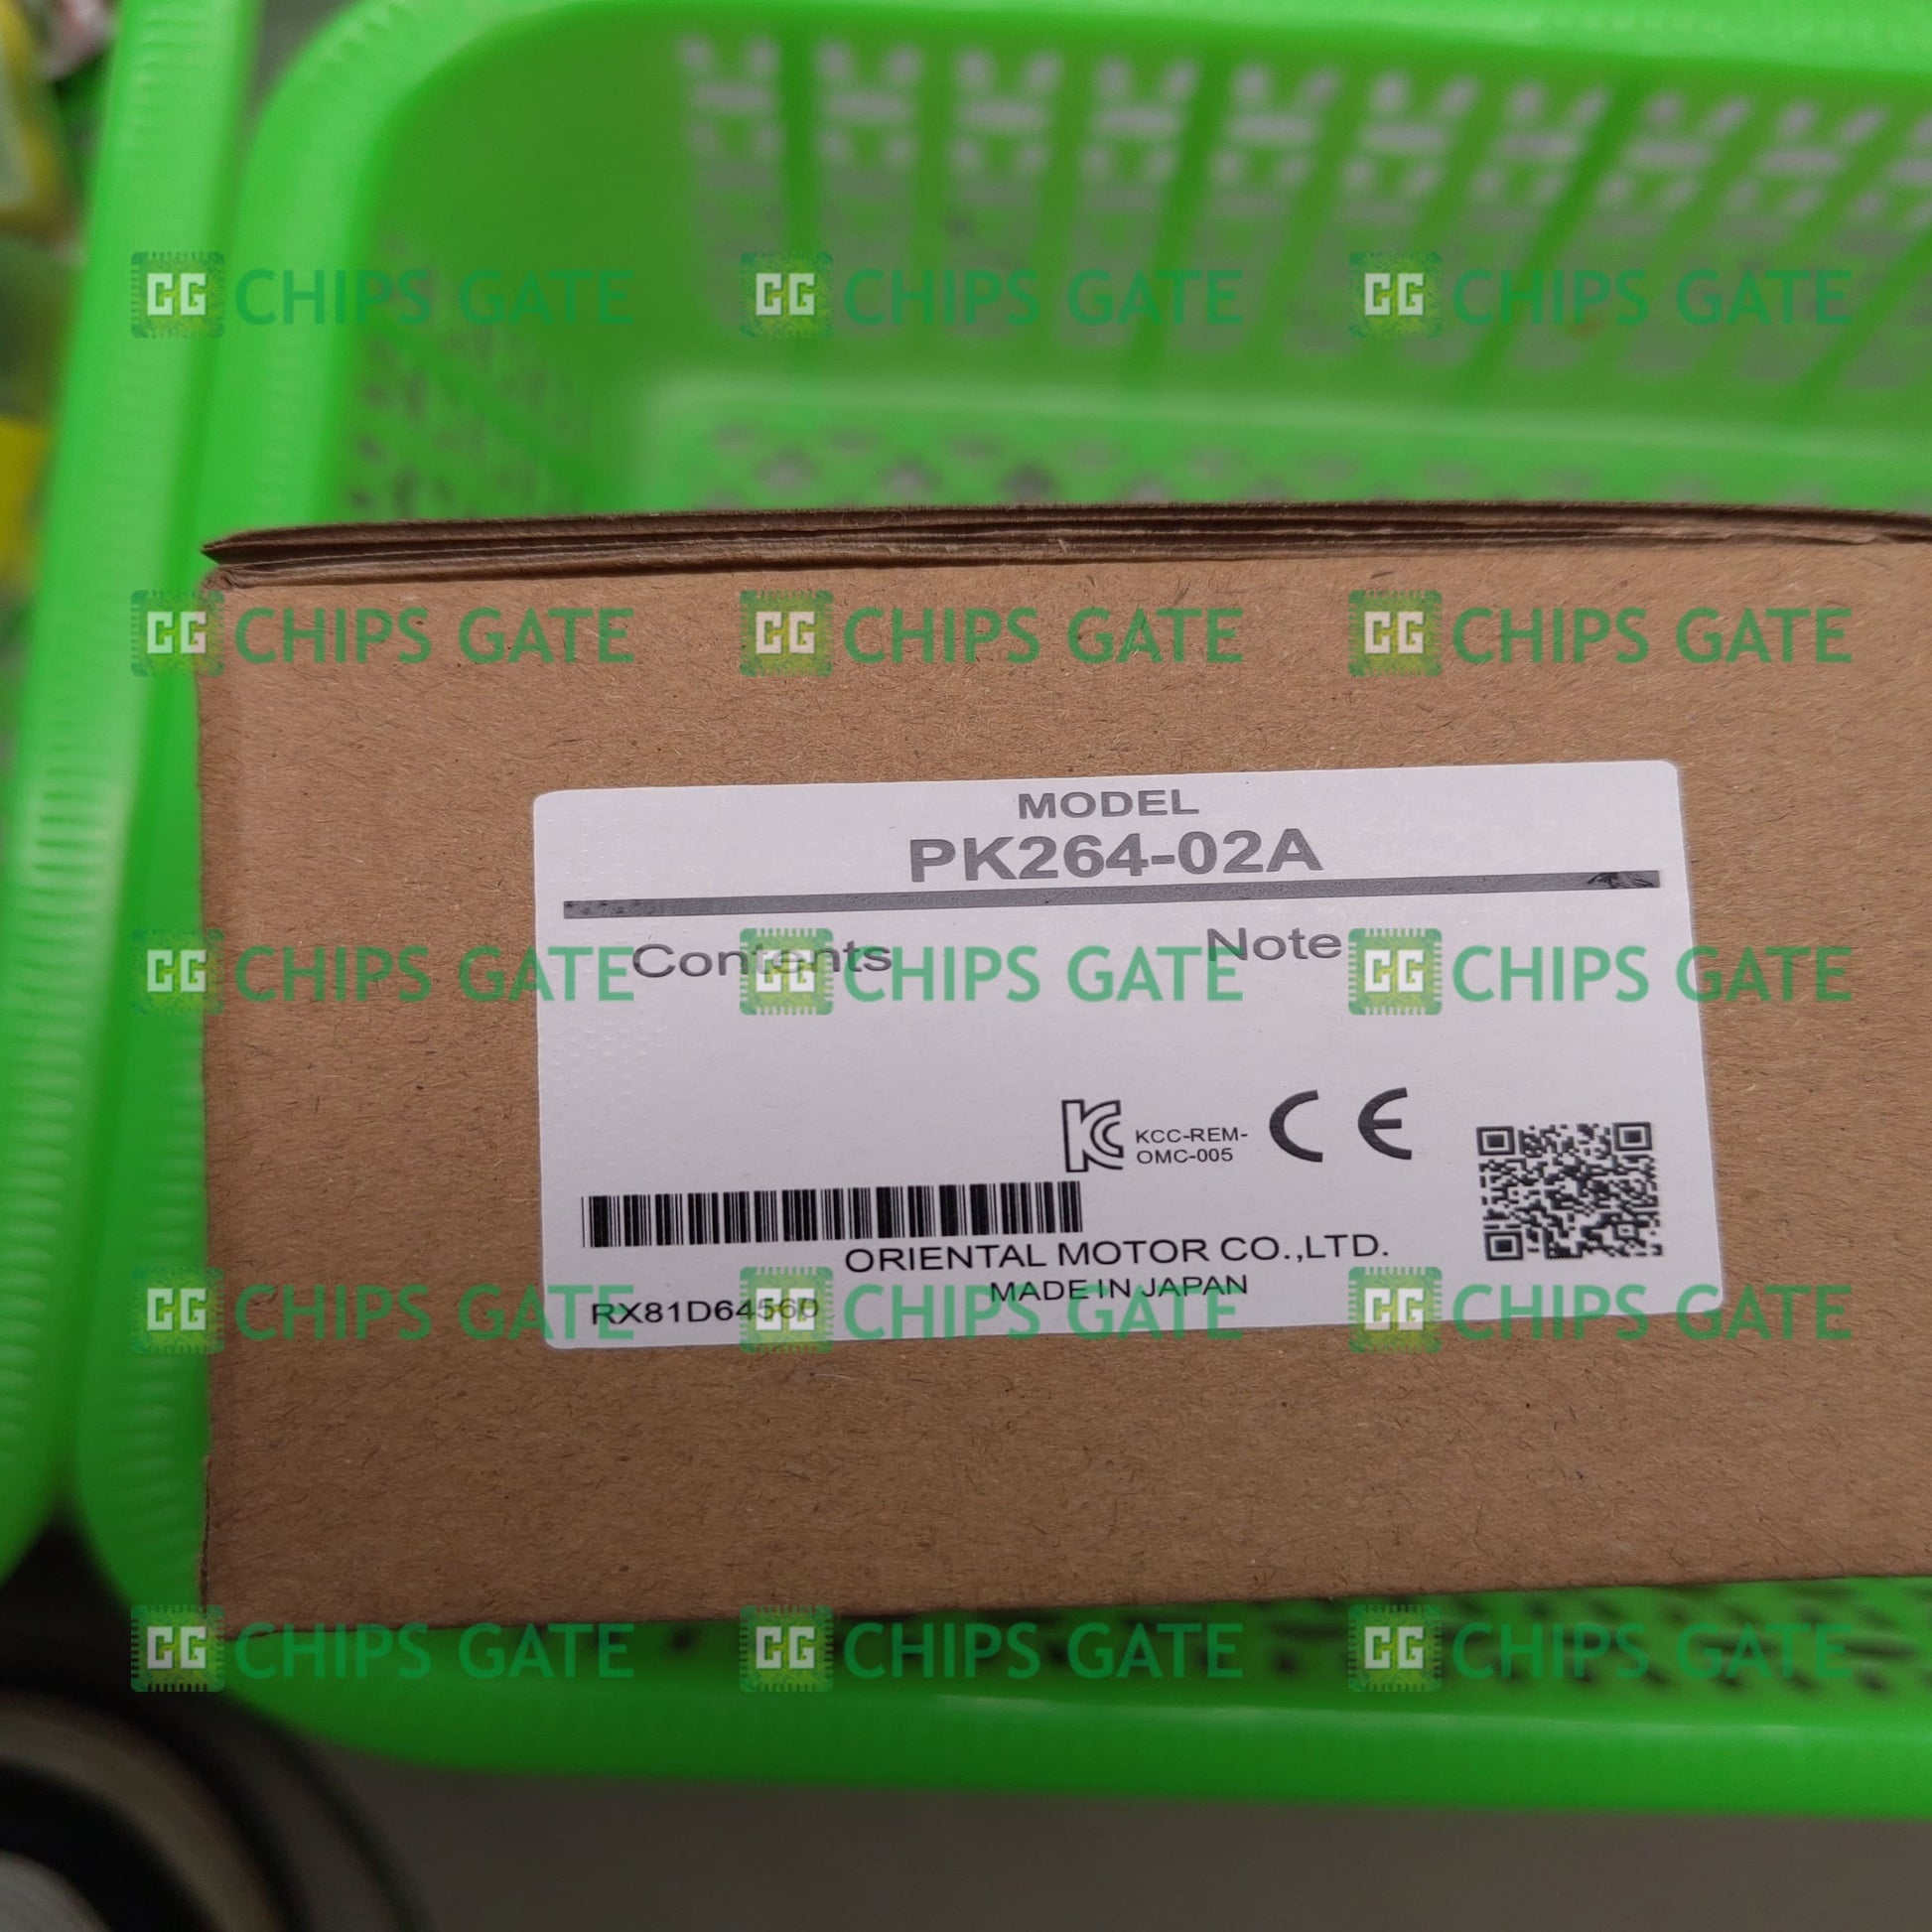 CG CHIPS GATE CG CHIPS GATE CG CHIPS GATE
CG CHIPS GATE CG CHIPS GATE CG CHIPS GATE
MODEL
PK264-02A
Contents Note
CG CHIPS GATE CG CHIPS GATE CG CHIPS GATE
KC KCC-REM-
OMC-005
CE
ORIENTAL MOTOR CO.,LTD.
MADE IN JAPAN
RX81D6456D
CG CHIPS GATE CG CHIPS GATE CG CHIPS GATE
CG CHIPS GATE CG CHIPS GATE CG CHIPS GATE